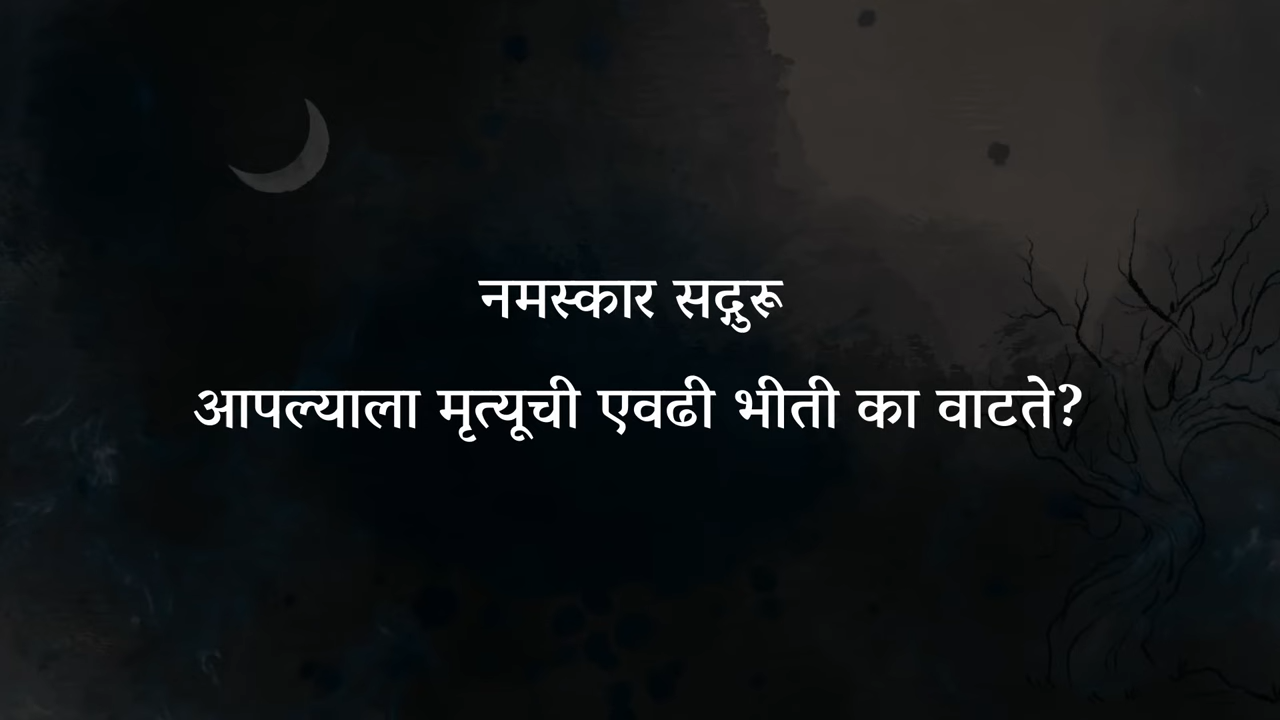 नमस्कार सद्गुरू
आपल्याला मृत्यूची एवढी भीती का वाटते?